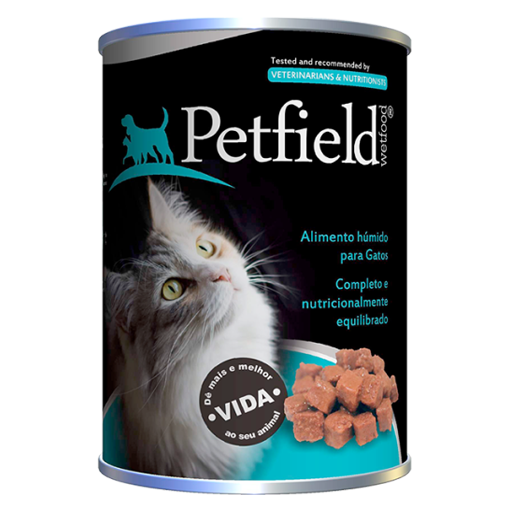 Tested and recommended by
VETERINARIANS & NUTRITIONISTS
Petfield®
wetfood
Alimento húmido
para Gatos
Completo e
nutricionalmente
equilibrado
Dê mais e melhor
• VIDA •
ao seu animal